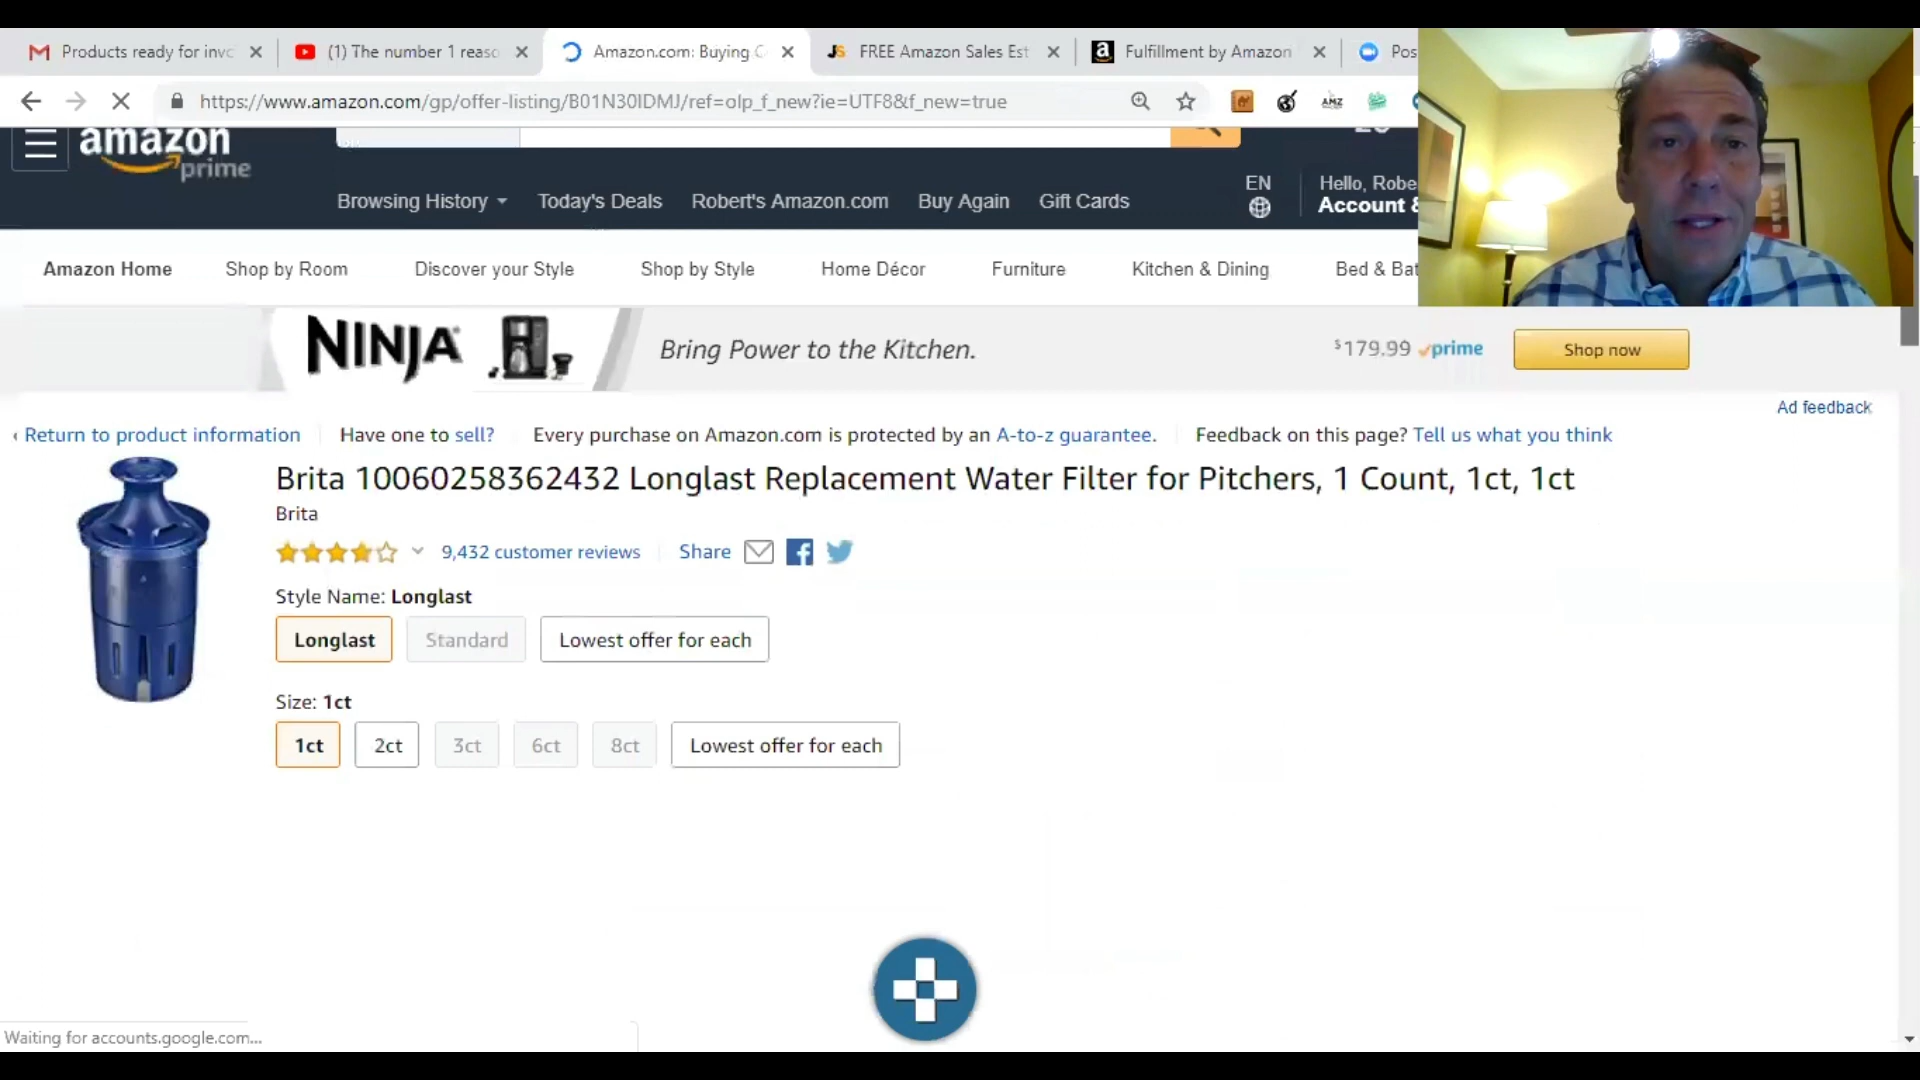 Products ready for invc
(1) The number 1 reaso
Amazon.com: Buying C
FREE Amazon Sales Est
Fulfillment by Amazon
Pos
https://www.amazon.com/gp/offer-listing/B01N30IDMJ/ref=olp_f_new?ie=UTF8&f_new=true
AMZ
amazon
prime
Browsing History
Today's Deals
Robert's Amazon.com
Buy Again
Gift Cards
EN
Hello, Robe
Account &
Amazon Home
Shop by Room
Discover your Style
Shop by Style
Home Décor
Furniture
Kitchen & Dining
Bed & Bat
NINJA
Bring Power to the Kitchen.
$179.99 prime
Shop now
Ad feedback
‹ Return to product information
Have one to sell?
Every purchase on Amazon.com is protected by an A-to-z guarantee.
Feedback on this page? Tell us what you think
Brita 10060258362432 Longlast Replacement Water Filter for Pitchers, 1 Count, 1ct, 1ct
Brita
9,432 customer reviews
Share
Style Name: Longlast
Longlast
Standard
Lowest offer for each
Size: 1ct
1ct
2ct
3ct
6ct
8ct
Lowest offer for each
Waiting for accounts.google.com...